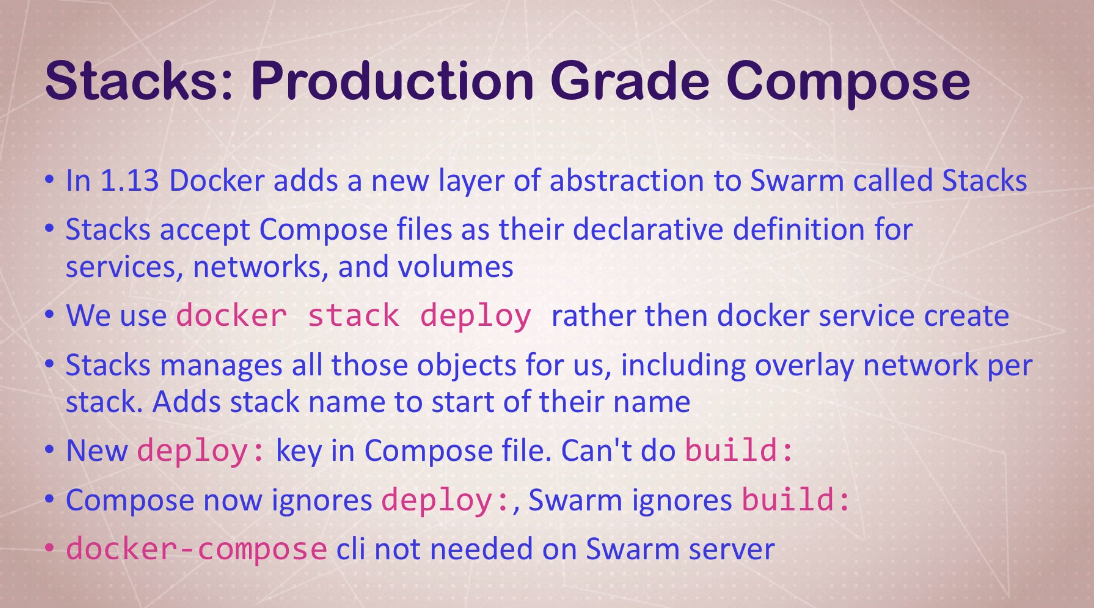 Stacks: Production Grade Compose
• In 1.13 Docker adds a new layer of abstraction to Swarm called Stacks
• Stacks accept Compose files as their declarative definition for
services, networks, and volumes
• We use docker stack deploy rather then docker service create
• Stacks manages all those objects for us, including overlay network per
stack. Adds stack name to start of their name
• New deploy: key in Compose file. Can't do build:
• Compose now ignores deploy:, Swarm ignores build:
• docker-compose cli not needed on Swarm server